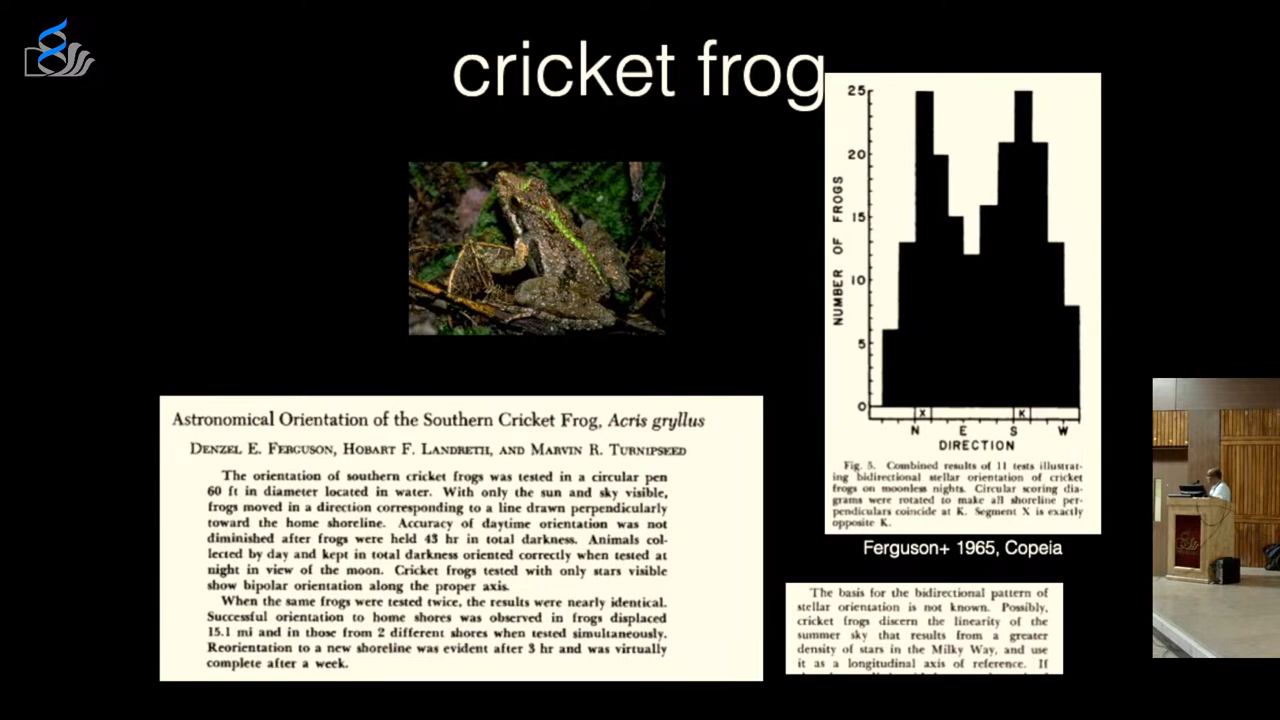 cricket frog
25
20
15
10
5
0
NUMBER OF FROGS
X
K
N
E
S
W
DIRECTION
Fig. 5. Combined results of 11 tests illustrat-
ing bidirectional stellar orientation of cricket
frogs on moonless nights. Circular scoring dia-
grams were rotated to make all shoreline per-
pendiculars coincide at K. Segment X is exactly
opposite K.
Ferguson+ 1965, Copeia
Astronomical Orientation of the Southern Cricket Frog, Acris gryllus
DENZEL E. FERGUSON, HOBART F. LANDRETH, AND MARVIN R. TURNIPSEED
The orientation of southern cricket frogs was tested in a circular pen
60 ft in diameter located in water. With only the sun and sky visible,
frogs moved in a direction corresponding to a line drawn perpendicularly
toward the home shoreline. Accuracy of daytime orientation was not
diminished after frogs were held 43 hr in total darkness. Animals col-
lected by day and kept in total darkness oriented correctly when tested at
night in view of the moon. Cricket frogs tested with only stars visible
show bipolar orientation along the proper axis.
When the same frogs were tested twice, the results were nearly identical.
Successful orientation to home shores was observed in frogs displaced
15.1 mi and in those from 2 different shores when tested simultaneously.
Reorientation to a new shoreline was evident after 3 hr and was virtually
complete after a week.
The basis for the bidirectional pattern of
stellar orientation is not known. Possibly,
cricket frogs discern the linearity of the
summer sky that results from a greater
density of stars in the Milky Way, and use
it as a longitudinal axis of reference. If